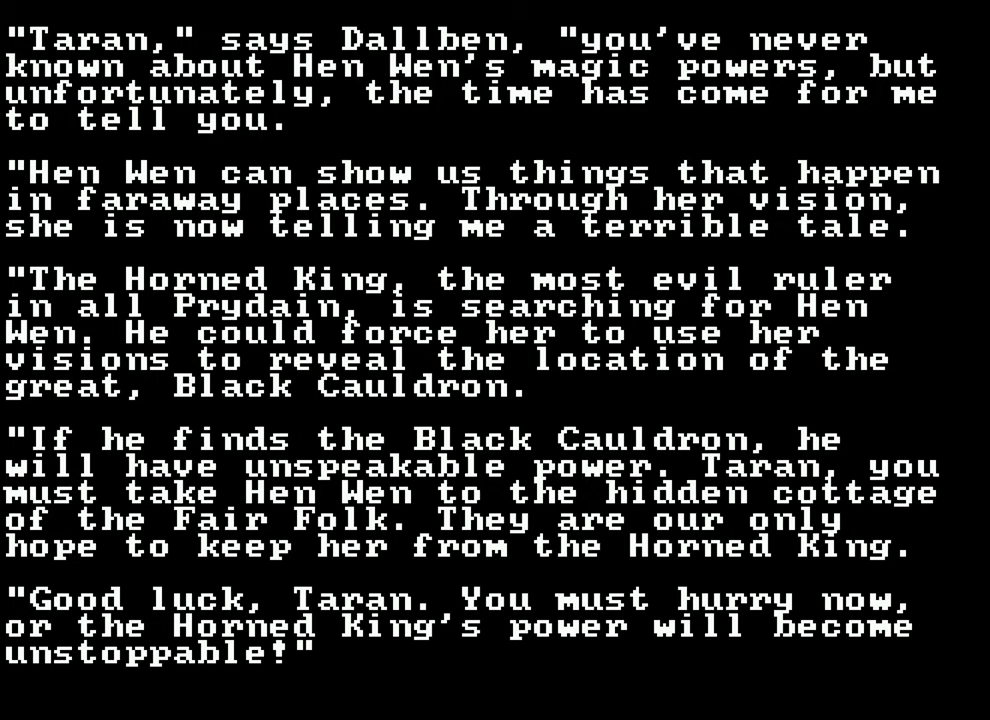 "Taran," says Dallben, "you've never
known about Hen Wen's magic powers, but
unfortunately, the time has come for me
to tell you.
"Hen Wen can show us things that happen
in faraway places. Through her vision,
she is now telling me a terrible tale.
"The Horned King, the most evil ruler
in all Prydain, is searching for Hen
Wen. He could force her to use her
visions to reveal the location of the
great, Black Cauldron.
"If he finds the Black Cauldron, he
will have unspeakable power. Taran, you
must take Hen Wen to the hidden cottage
of the Fair Folk. They are our only
hope to keep her from the Horned King.
"Good luck, Taran. You must hurry now,
or the Horned King's power will become
unstoppable!"